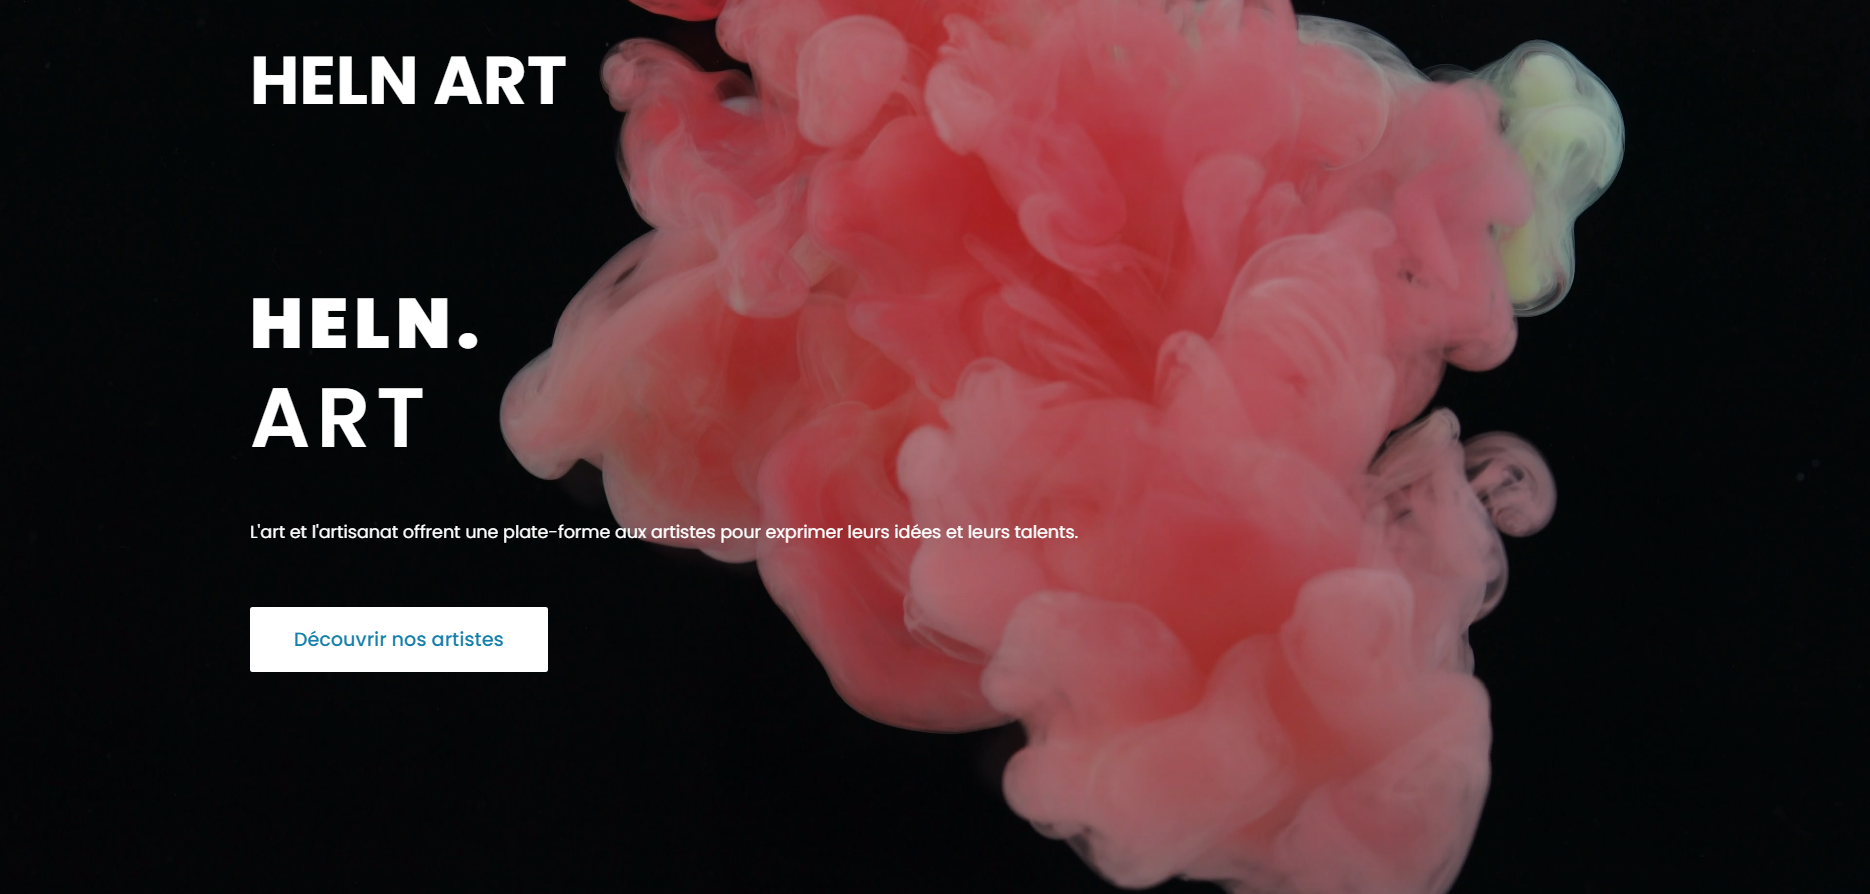 HELN ART
HELN.
ART
L'art et l'artisanat offrent une plate-forme aux artistes pour exprimer leurs idées et leurs talents.
Découvrir nos artistes